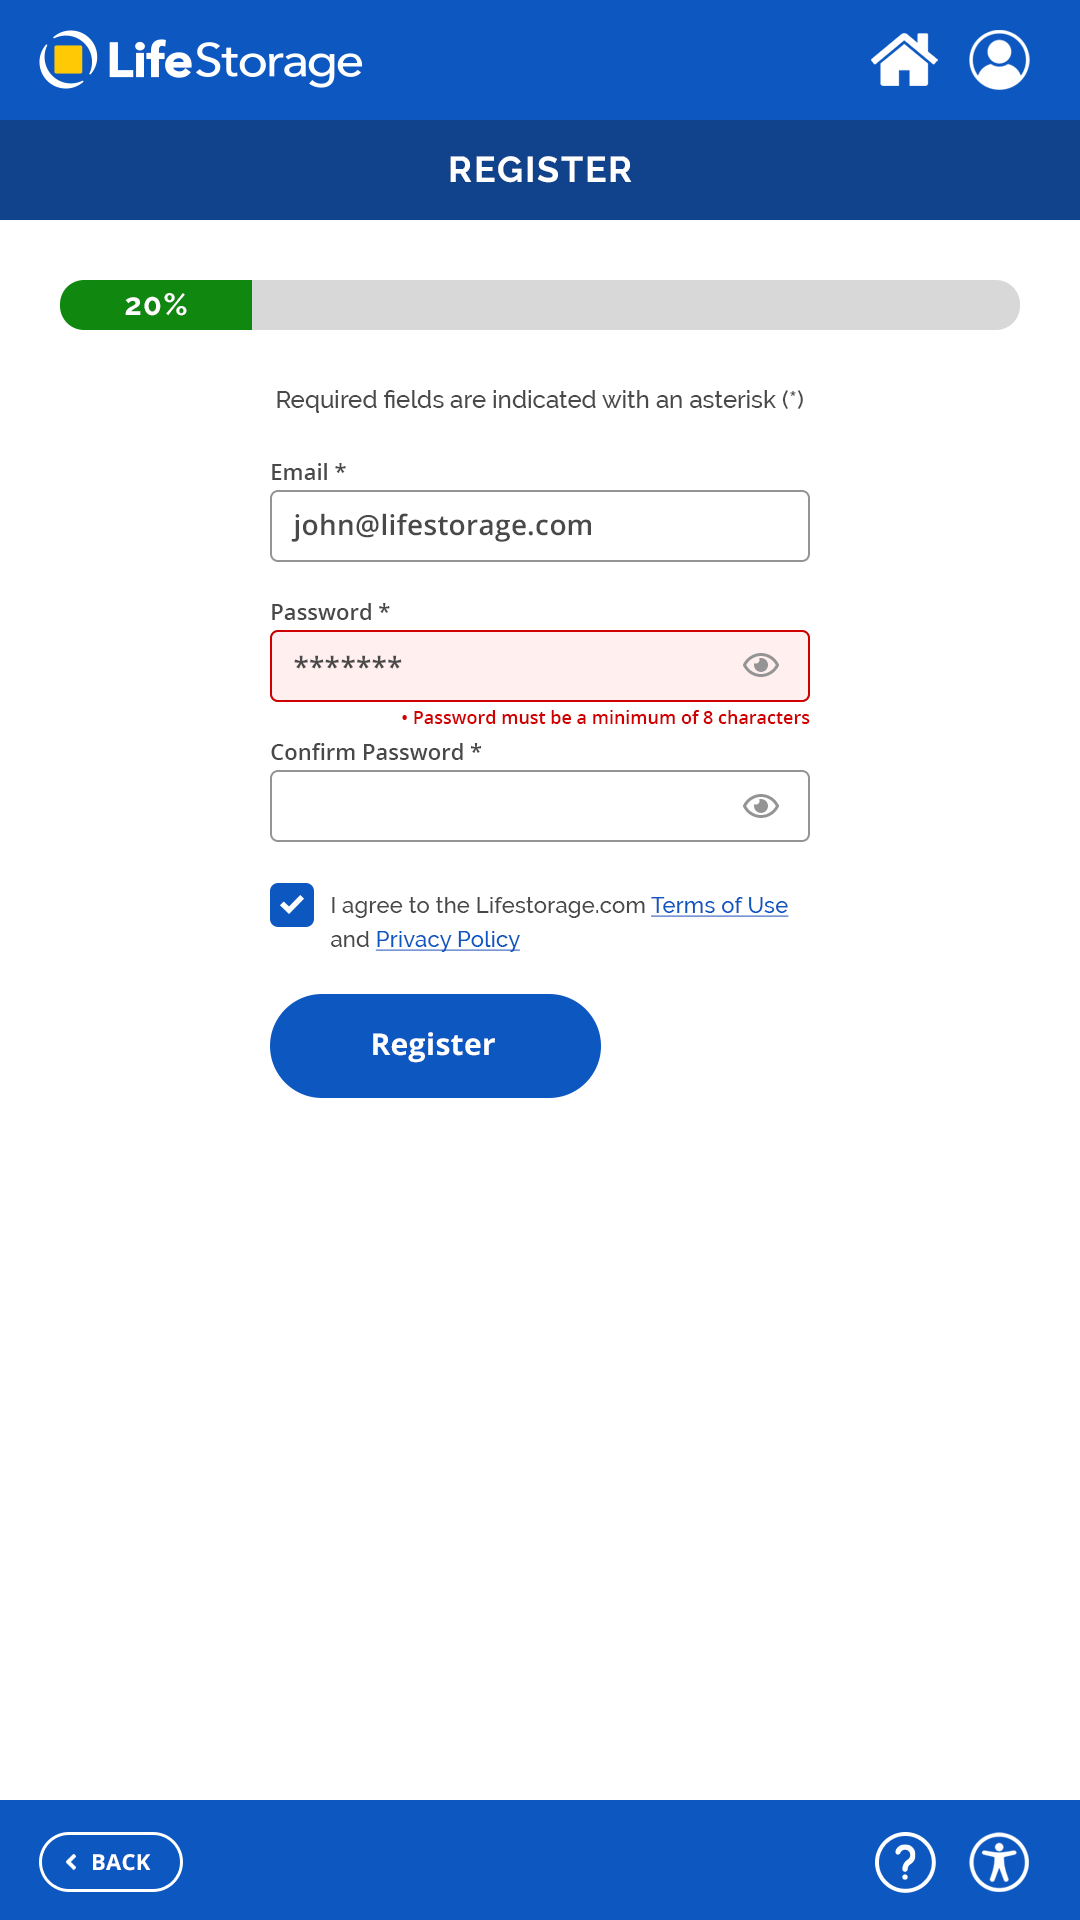 LifeStorage
REGISTER
20%
Required fields are indicated with an asterisk (*)
Email *
john@lifestorage.com
Password *
*******
• Password must be a minimum of 8 characters
Confirm Password *
I agree to the Lifestorage.com Terms of Use
and Privacy Policy
Register
BACK
?